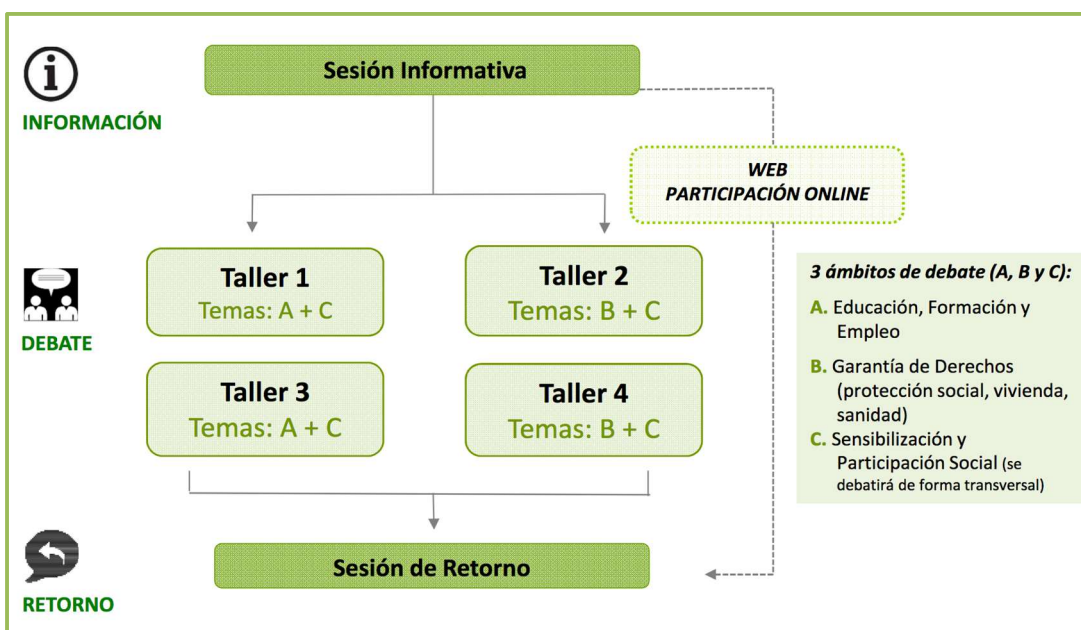 Sesión Informativa
INFORMACIÓN
WEB
PARTICIPACIÓN ONLINE
Taller 1
Temas: A + C
Taller 2
Temas: B + C
DEBATE
Taller 3
Temas: A + C
Taller 4
Temas: B + C
3 ámbitos de debate (A, B y C):
A. Educación, Formación y
Empleo
B. Garantía de Derechos
(protección social, vivienda,
sanidad)
C. Sensibilización y
Participación Social (se
debatirá de forma transversal)
Sesión de Retorno
RETORNO